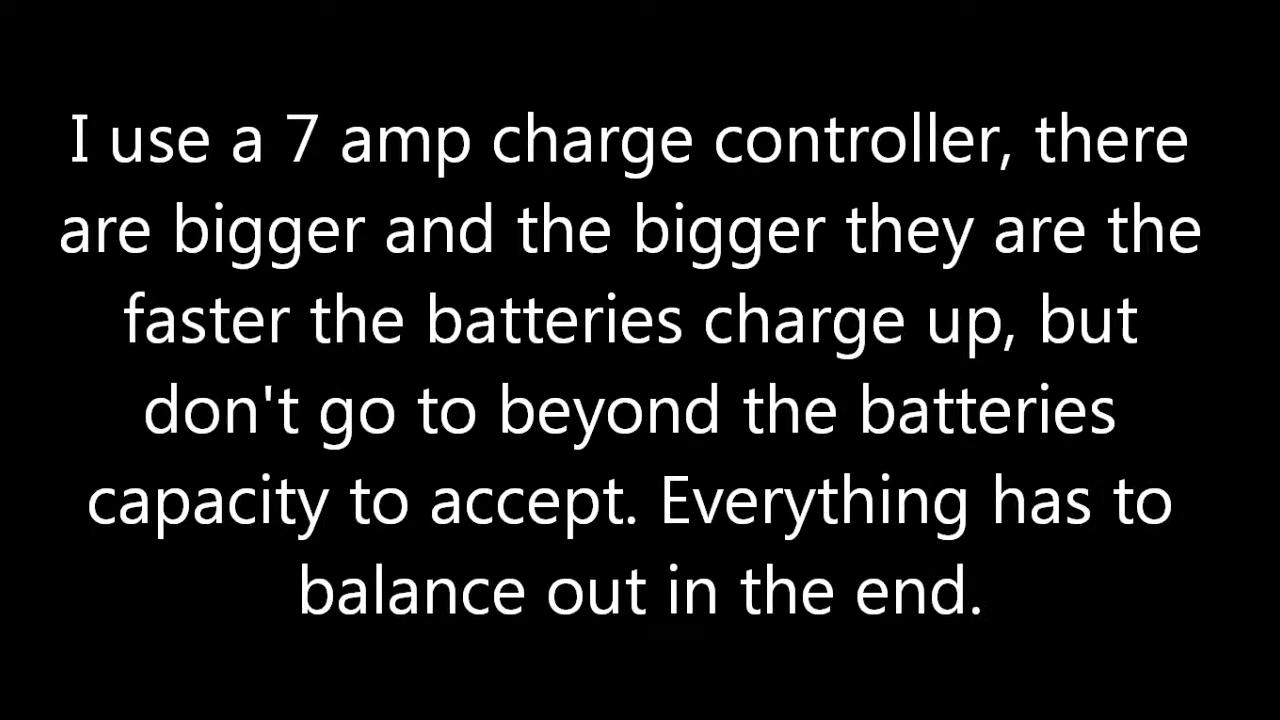 I use a 7 amp charge controller, there
are bigger and the bigger they are the
faster the batteries charge up, but
don't go to beyond the batteries
capacity to accept. Everything has to
balance out in the end.